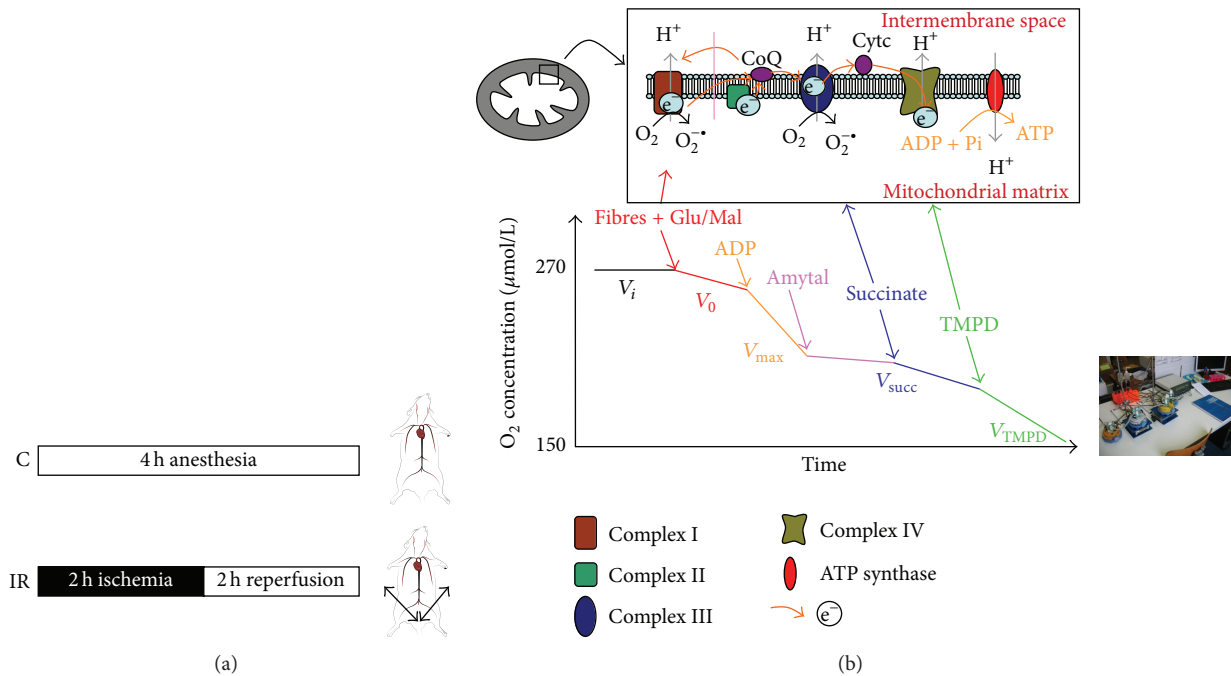 C
4 h anesthesia
IR
2 h ischemia
2 h reperfusion
(a)
Intermembrane space
H+
H+
Cytc
H+
CoQ
e−
e−
e−
e−
O2
O2−•
O2
O2−•
ADP + Pi
ATP
H+
Mitochondrial matrix
O2 concentration (μmol/L)
270
150
Fibres + Glu/Mal
ADP
Amytal
Succinate
TMPD
Vi
V0
Vmax
Vsucc
VTMPD
Time
Complex I
Complex II
Complex III
Complex IV
ATP synthase
e−
(b)